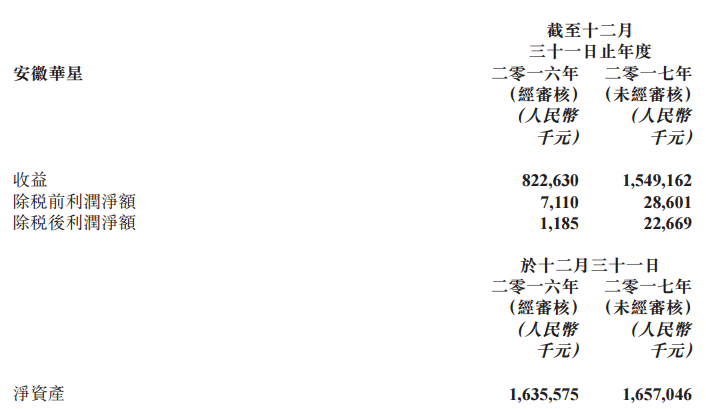 截至十二月
三十一日止年度
安徽華星 二零一六年 二零一七年
(經審核) (未經審核)
(人民幣 (人民幣
千元) 千元)
收益 822,630 1,549,162
除稅前利潤淨額 7,110 28,601
除稅後利潤淨額 1,185 22,669
於十二月三十一日
二零一六年 二零一七年
(經審核) (未經審核)
(人民幣 (人民幣
千元) 千元)
淨資產 1,635,575 1,657,046